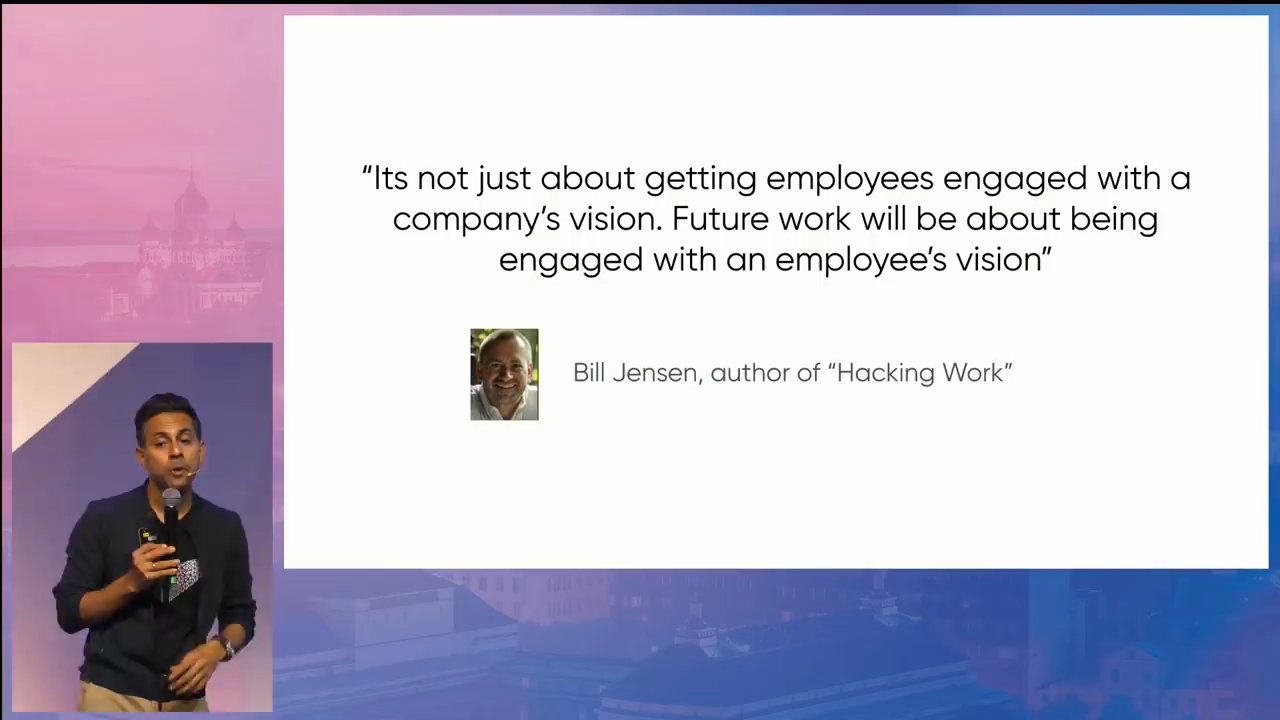 “Its not just about getting employees engaged with a
company’s vision. Future work will be about being
engaged with an employee’s vision”
Bill Jensen, author of “Hacking Work”